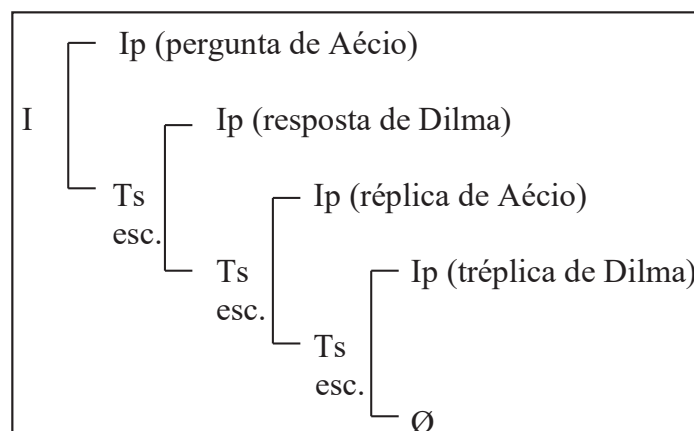 Ip (pergunta de Aécio)
I
Ip (resposta de Dilma)
Ts
esc.
Ip (réplica de Aécio)
Ts
esc.
Ip (tréplica de Dilma)
Ts
esc.
Ø